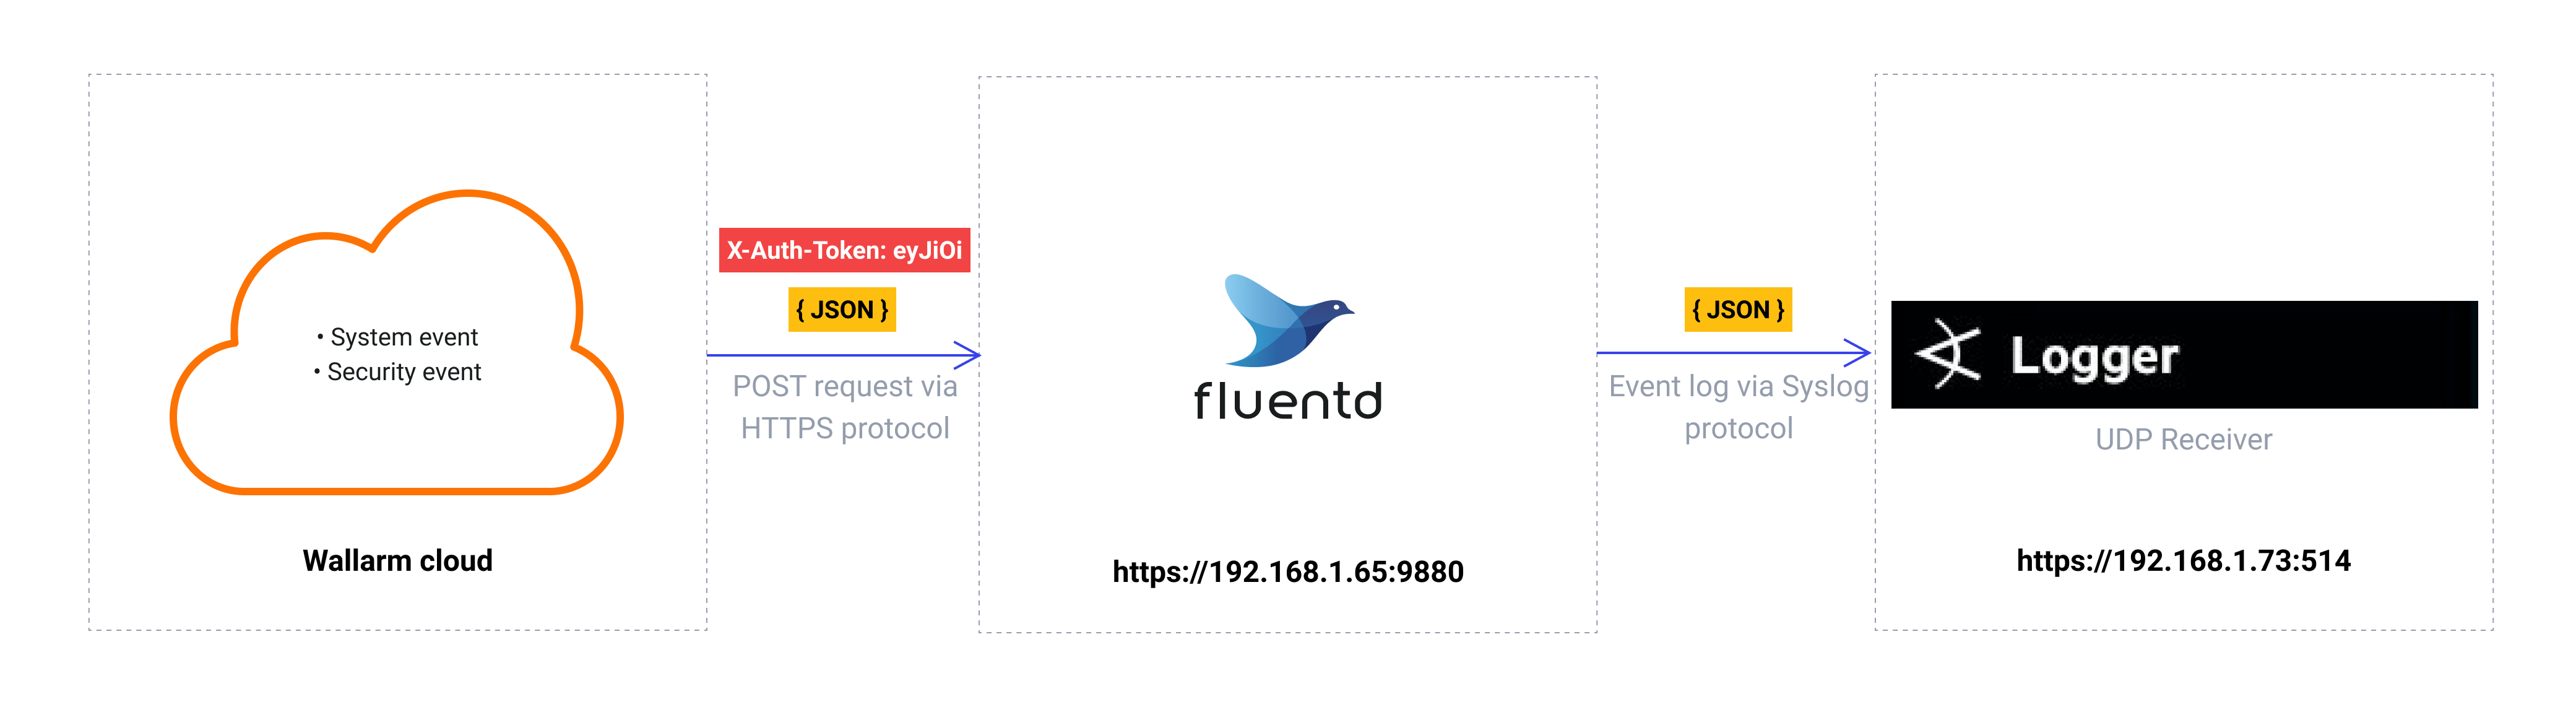 • System event
• Security event
Wallarm cloud
X-Auth-Token: eyJiOi
{ JSON }
POST request via
HTTPS protocol
fluentd
https://192.168.1.65:9880
{ JSON }
Event log via Syslog
protocol
Logger
UDP Receiver
https://192.168.1.73:514